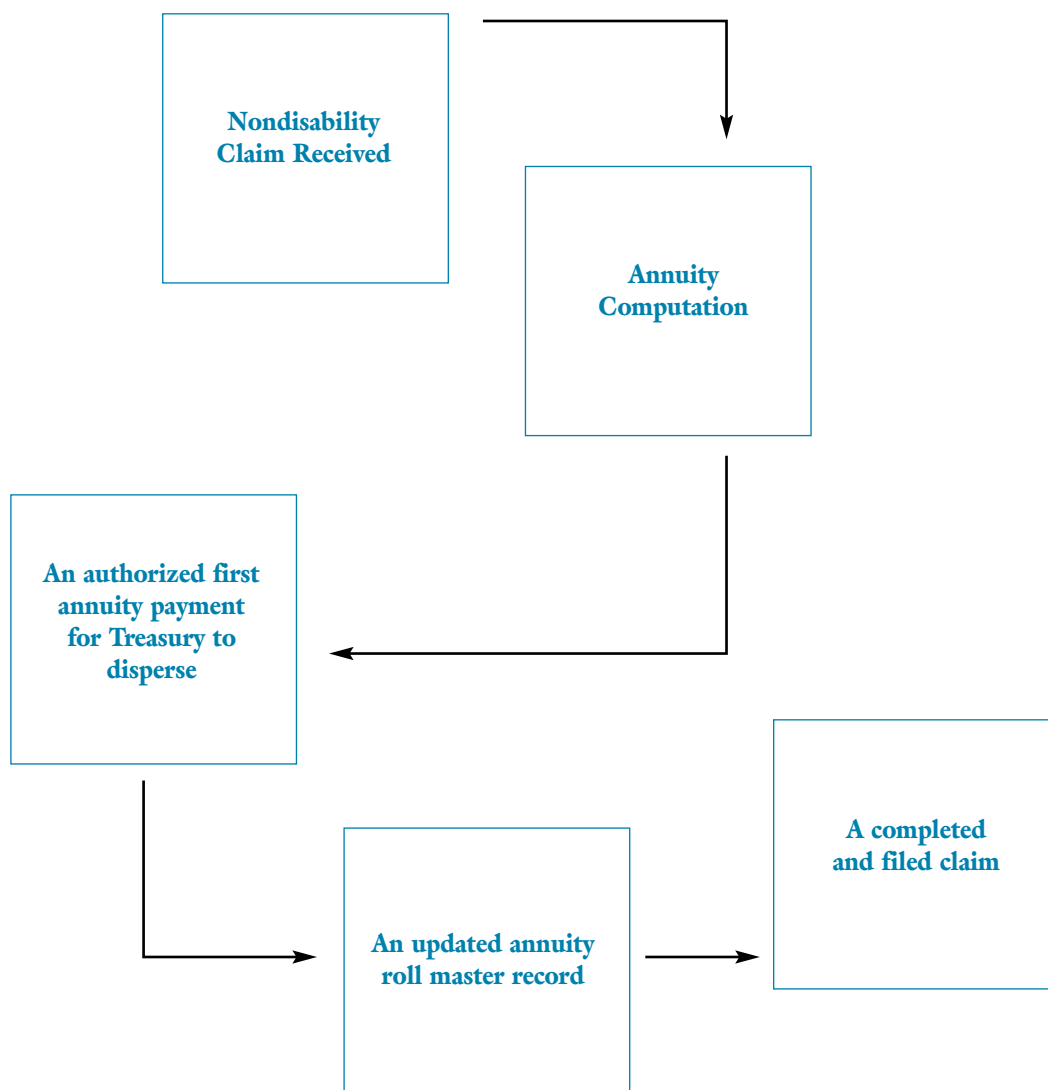 Nondisability
Claim Received
Annuity
Computation
An authorized first
annuity payment
for Treasury to
disperse
An updated annuity
roll master record
A completed
and filed claim